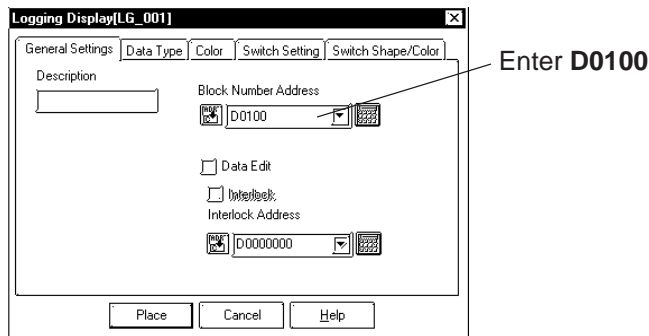 Logging Display[LG_001]
General Settings
Data Type
Color
Switch Setting
Switch Shape/Color
Enter D0100
Description
Block Number Address
D0100
Data Edit
Interlock
Interlock Address
D0000000
Place
Cancel
Help